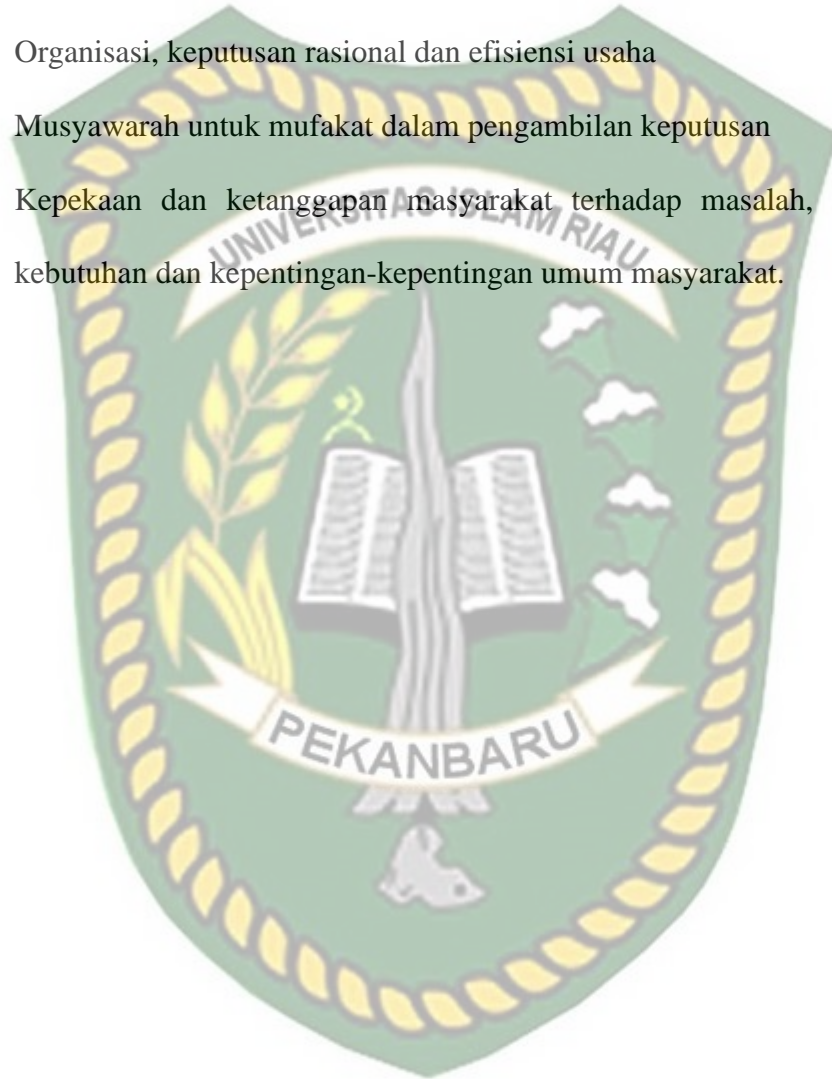 Organisasi, keputusan rasional dan efisiensi usaha
Musyawarah untuk mufakat dalam pengambilan keputusan
Kepekaan dan ketanggapan masyarakat terhadap masalah,
kebutuhan dan kepentingan-kepentingan umum masyarakat.
UNIVERSITAS ISLAM RIAU
PEKANBARU